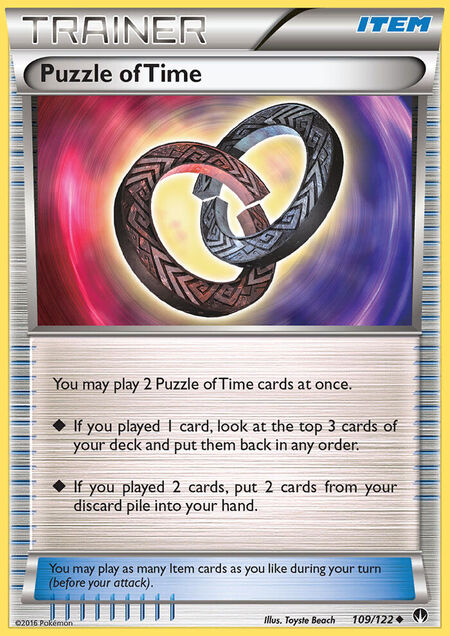 TRAINER ITEM
Puzzle of Time
You may play 2 Puzzle of Time cards at once.
◆ If you played 1 card, look at the top 3 cards of
your deck and put them back in any order.
◆ If you played 2 cards, put 2 cards from your
discard pile into your hand.
You may play as many Item cards as you like during your turn
(before your attack).
©2016 Pokémon Illus. Toyste Beach 109/122 ◆